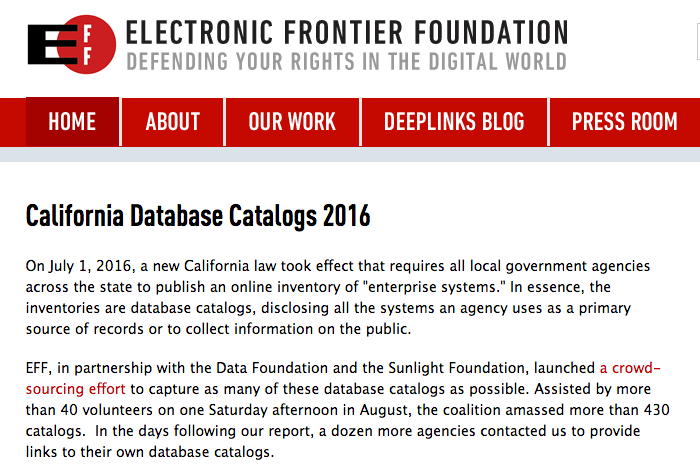 EFF
ELECTRONIC FRONTIER FOUNDATION
DEFENDING YOUR RIGHTS IN THE DIGITAL WORLD
HOME ABOUT OUR WORK DEEPLINKS BLOG PRESS ROOM
California Database Catalogs 2016
On July 1, 2016, a new California law took effect that requires all local government agencies
across the state to publish an online inventory of "enterprise systems." In essence, the
inventories are database catalogs, disclosing all the systems an agency uses as a primary
source of records or to collect information on the public.
EFF, in partnership with the Data Foundation and the Sunlight Foundation, launched a crowd-
sourcing effort to capture as many of these database catalogs as possible. Assisted by more
than 40 volunteers on one Saturday afternoon in August, the coalition amassed more than 430
catalogs.  In the days following our report, a dozen more agencies contacted us to provide
links to their own database catalogs.